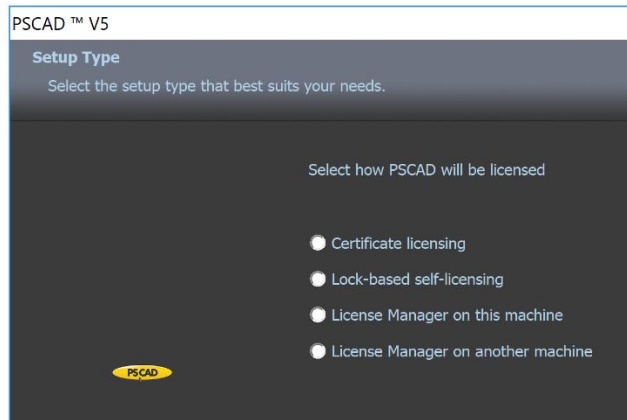 PSCAD ™ V5
Setup Type
Select the setup type that best suits your needs.
Select how PSCAD will be licensed
Certificate licensing
Lock-based self-licensing
License Manager on this machine
License Manager on another machine
PSCAD